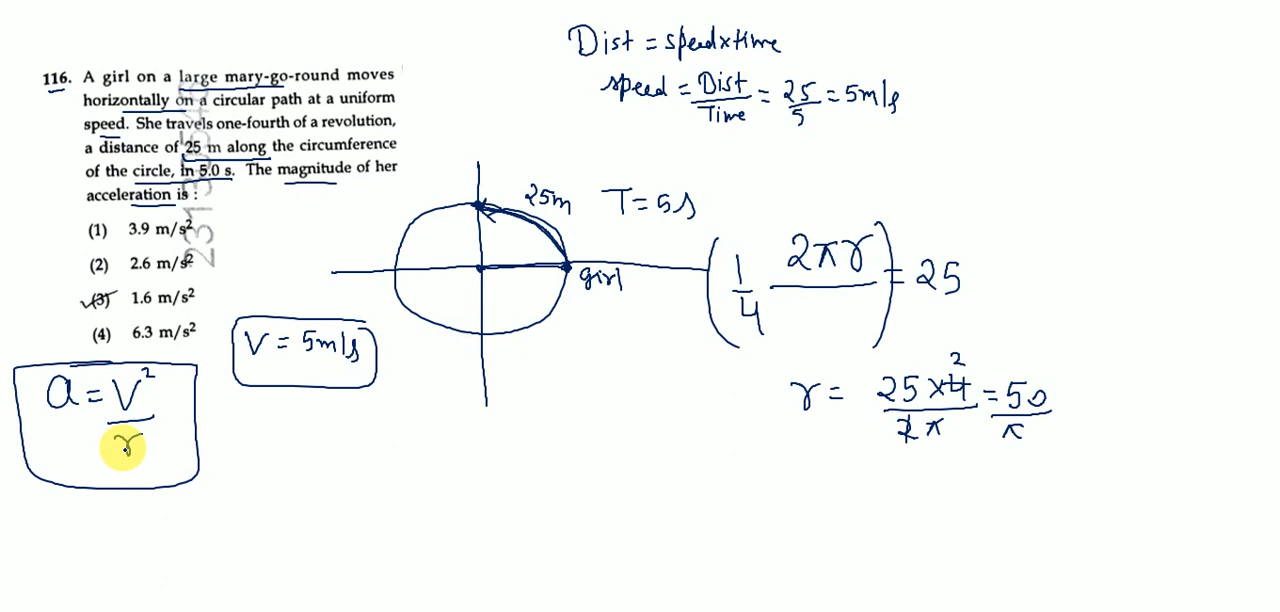 Dist = speed×time
speed = Dist/Time = 25/5 = 5m/s
116. A girl on a large mary-go-round moves
horizontally on a circular path at a uniform
speed. She travels one-fourth of a revolution,
a distance of 25 m along the circumference
of the circle, in 5.0 s. The magnitude of her
acceleration is :
(1) 3.9 m/s²
(2) 2.6 m/s²
(3) 1.6 m/s²
(4) 6.3 m/s²
25m T = 5s
girl
(1/4 2πr) = 25
V = 5m/s
a = V²/r
r = 25×4/2π = 50/π
2